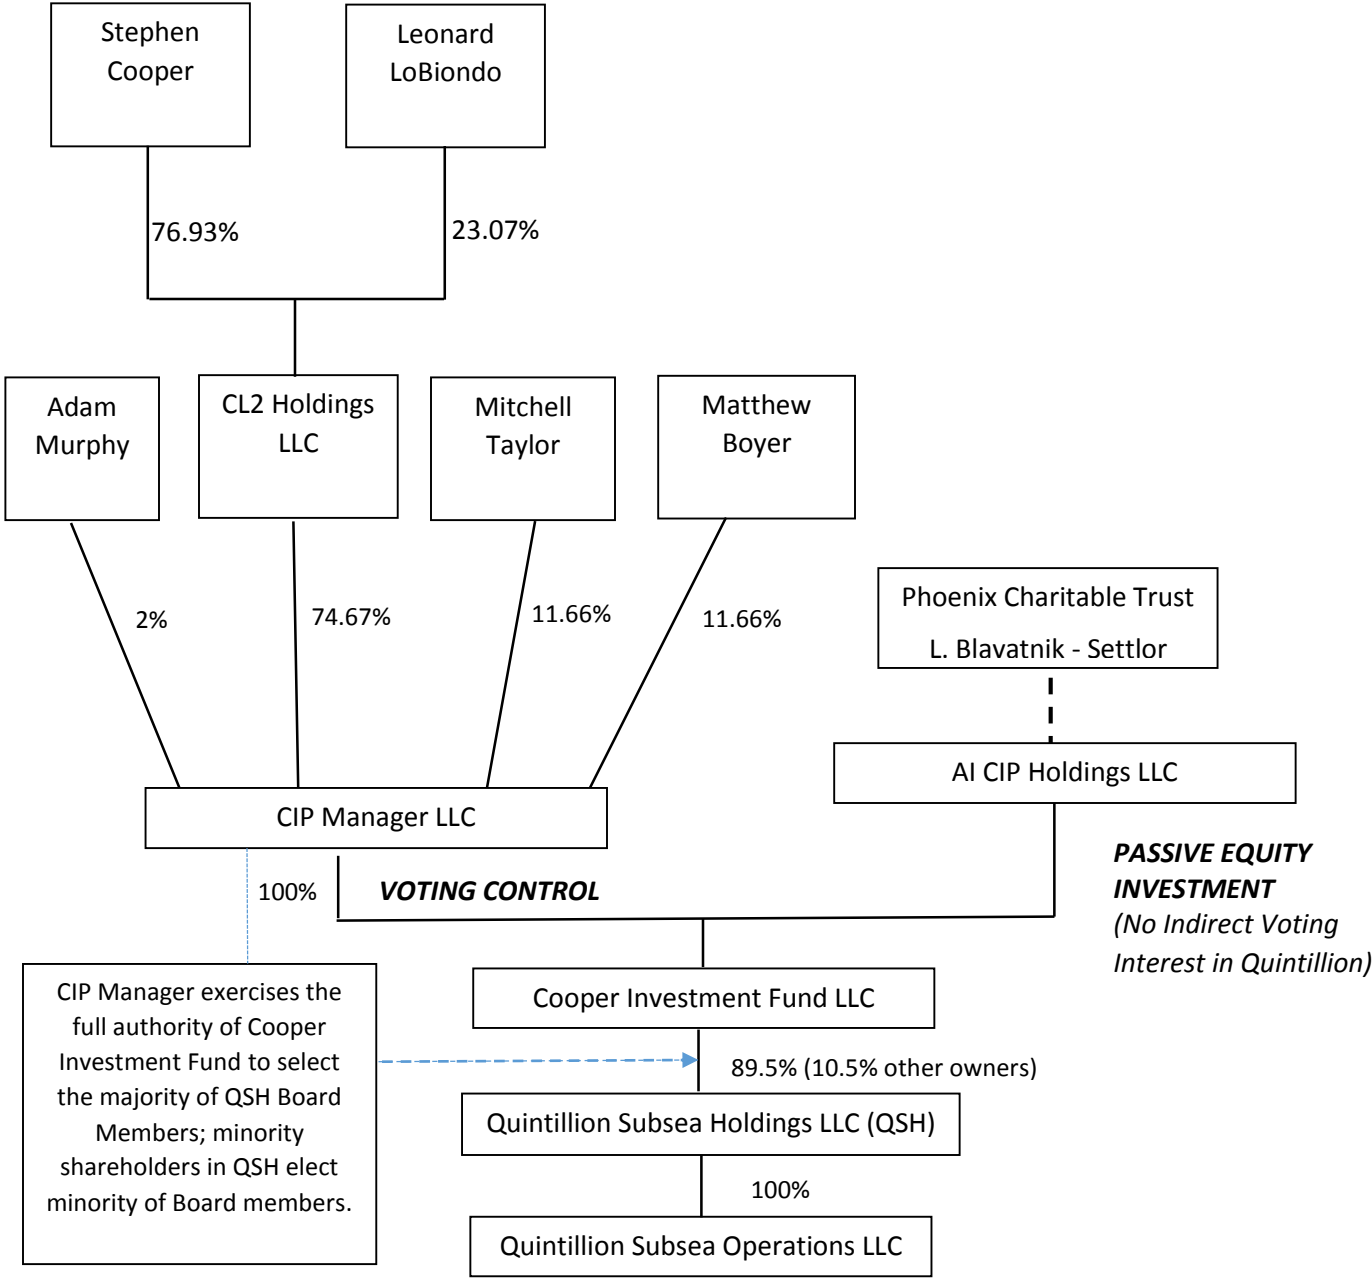 Stephen
Cooper
Leonard
LoBiondo
76.93%
23.07%
Adam
Murphy
CL2 Holdings
LLC
Mitchell
Taylor
Matthew
Boyer
2%
74.67%
11.66%
11.66%
Phoenix Charitable Trust
L. Blavatnik - Settlor
AI CIP Holdings LLC
CIP Manager LLC
100%
VOTING CONTROL
PASSIVE EQUITY
INVESTMENT
(No Indirect Voting
Interest in Quintillion)
CIP Manager exercises the
full authority of Cooper
Investment Fund to select
the majority of QSH Board
Members; minority
shareholders in QSH elect
minority of Board members.
Cooper Investment Fund LLC
89.5% (10.5% other owners)
Quintillion Subsea Holdings LLC (QSH)
100%
Quintillion Subsea Operations LLC